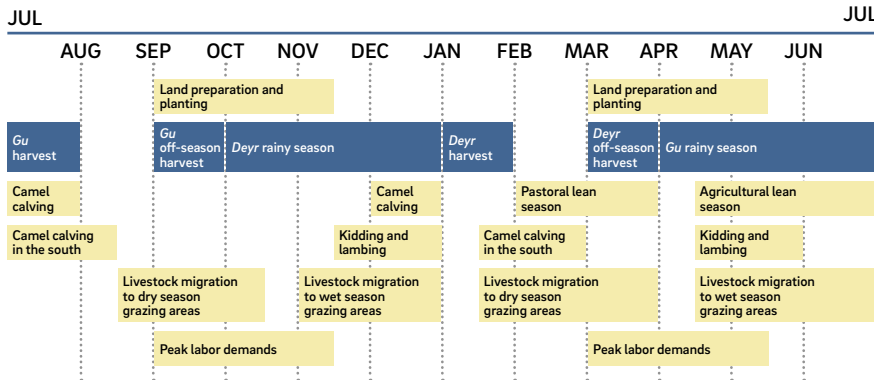 JUL
JUL
AUG
SEP
OCT
NOV
DEC
JAN
FEB
MAR
APR
MAY
JUN
Land preparation and
planting
Land preparation and
planting
Gu
harvest
Gu
off-season
harvest
Deyr rainy season
Deyr
harvest
Deyr
off-season
harvest
Gu rainy season
Camel
calving
Camel
calving
Pastoral lean
season
Agricultural lean
season
Camel calving
in the south
Kidding and
lambing
Camel calving
in the south
Kidding and
lambing
Livestock migration
to dry season
grazing areas
Livestock migration
to wet season
grazing areas
Livestock migration
to dry season
grazing areas
Livestock migration
to wet season
grazing areas
Peak labor demands
Peak labor demands